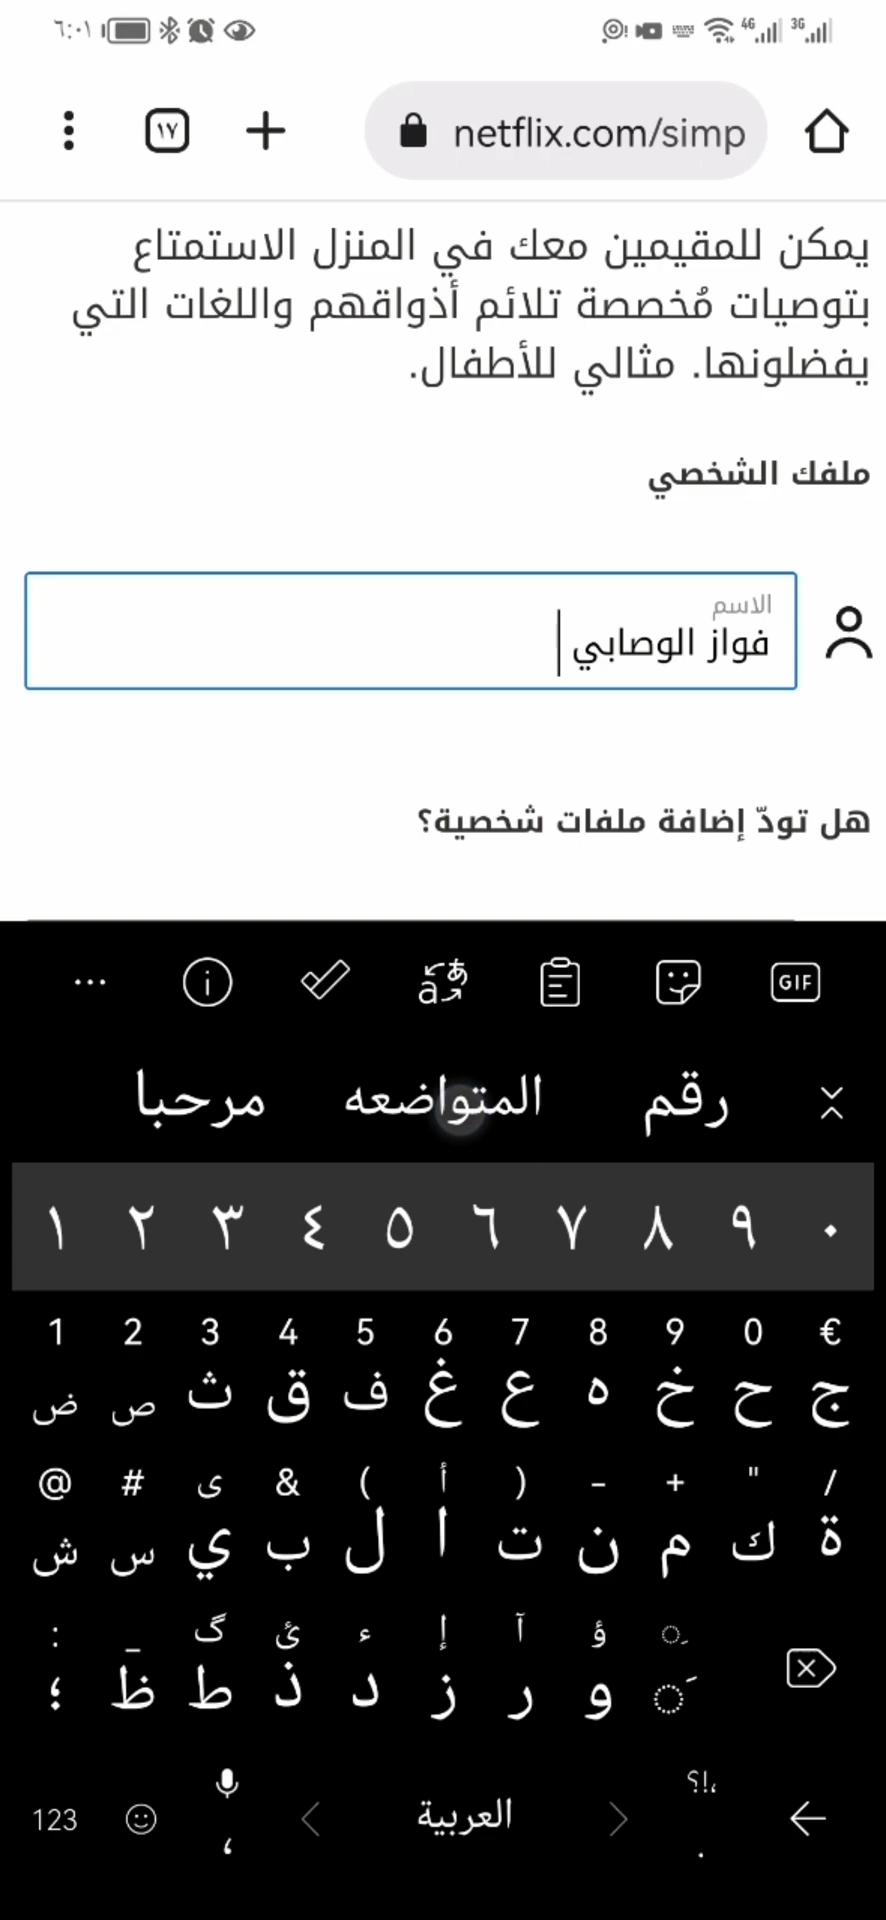 ٦:٠١
4G 3G
١٧ netflix.com/simp
يمكن للمقيمين معك في المنزل الاستمتاع
بتوصيات مُخصصة تلائم أذواقهم واللغات التي
يفضلونها. مثالي للأطفال.
ملفك الشخصي
الاسم
فواز الوصابي
هل تودّ إضافة ملفات شخصية؟
GIF
رقم المتواضعه مرحبا
١ ٢ ٣ ٤ ٥ ٦ ٧ ٨ ٩ ٠
1 2 3 4 5 6 7 8 9 0 €
ض ص ث ق ف غ ع ه خ ح ج
@ # ى & ( أ ) - + " /
ش س ي ب ل ا ت ن م ك ة
: _ گ ئ ء إ آ ؤ ِ
؛ ظ ط ذ د ز ر و َ
؟!،
123 العربية
، .